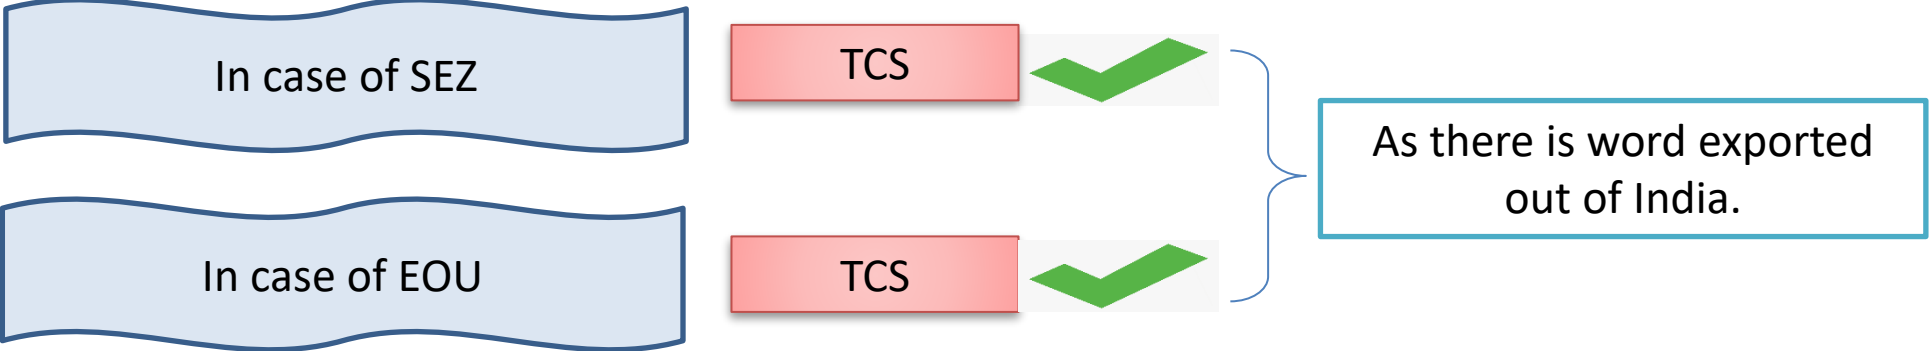 In case of SEZ
TCS
In case of EOU
TCS
As there is word exported
out of India.